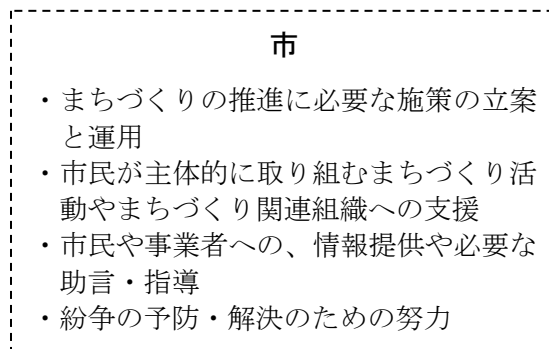 市
・まちづくりの推進に必要な施策の立案
と運用
・市民が主体的に取り組むまちづくり活
動やまちづくり関連組織への支援
・市民や事業者への、情報提供や必要な
助言・指導
・紛争の予防・解決のための努力